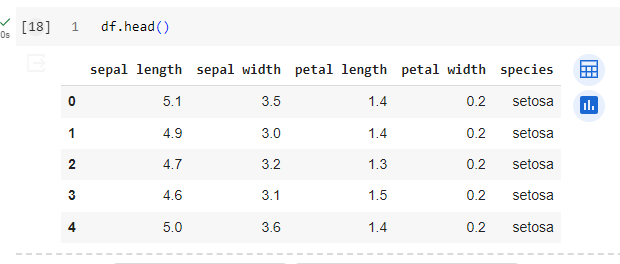 [18] 1 df.head()
0s
sepal length sepal width petal length petal width species
0 5.1 3.5 1.4 0.2 setosa
1 4.9 3.0 1.4 0.2 setosa
2 4.7 3.2 1.3 0.2 setosa
3 4.6 3.1 1.5 0.2 setosa
4 5.0 3.6 1.4 0.2 setosa